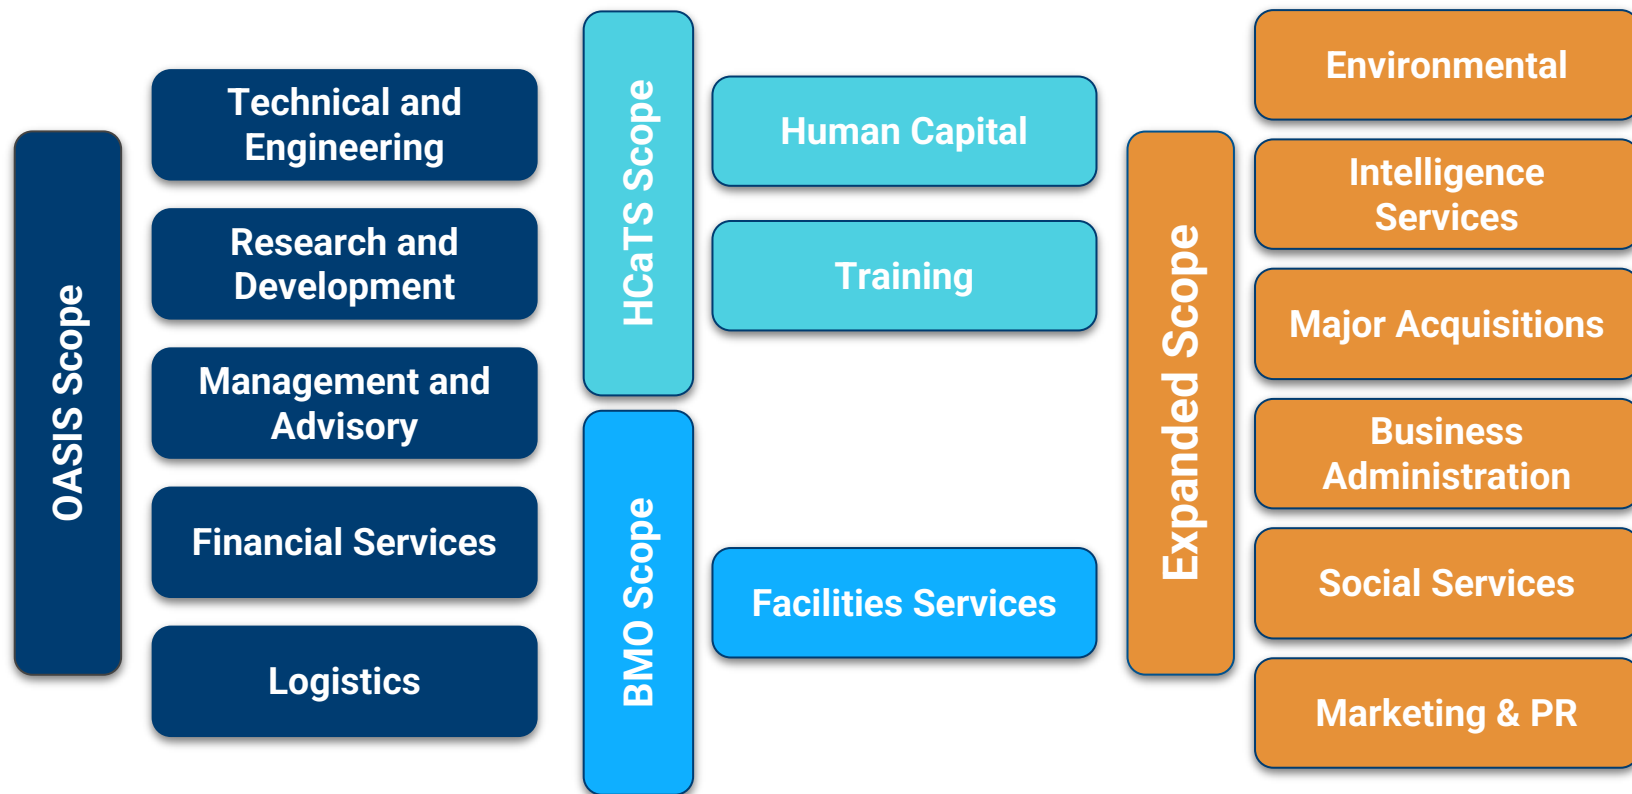 OASIS Scope
Technical and
Engineering
Research and
Development
Management and
Advisory
Financial Services
Logistics
HCaTS Scope
Human Capital
Training
BMO Scope
Facilities Services
Expanded Scope
Environmental
Intelligence
Services
Major Acquisitions
Business
Administration
Social Services
Marketing & PR